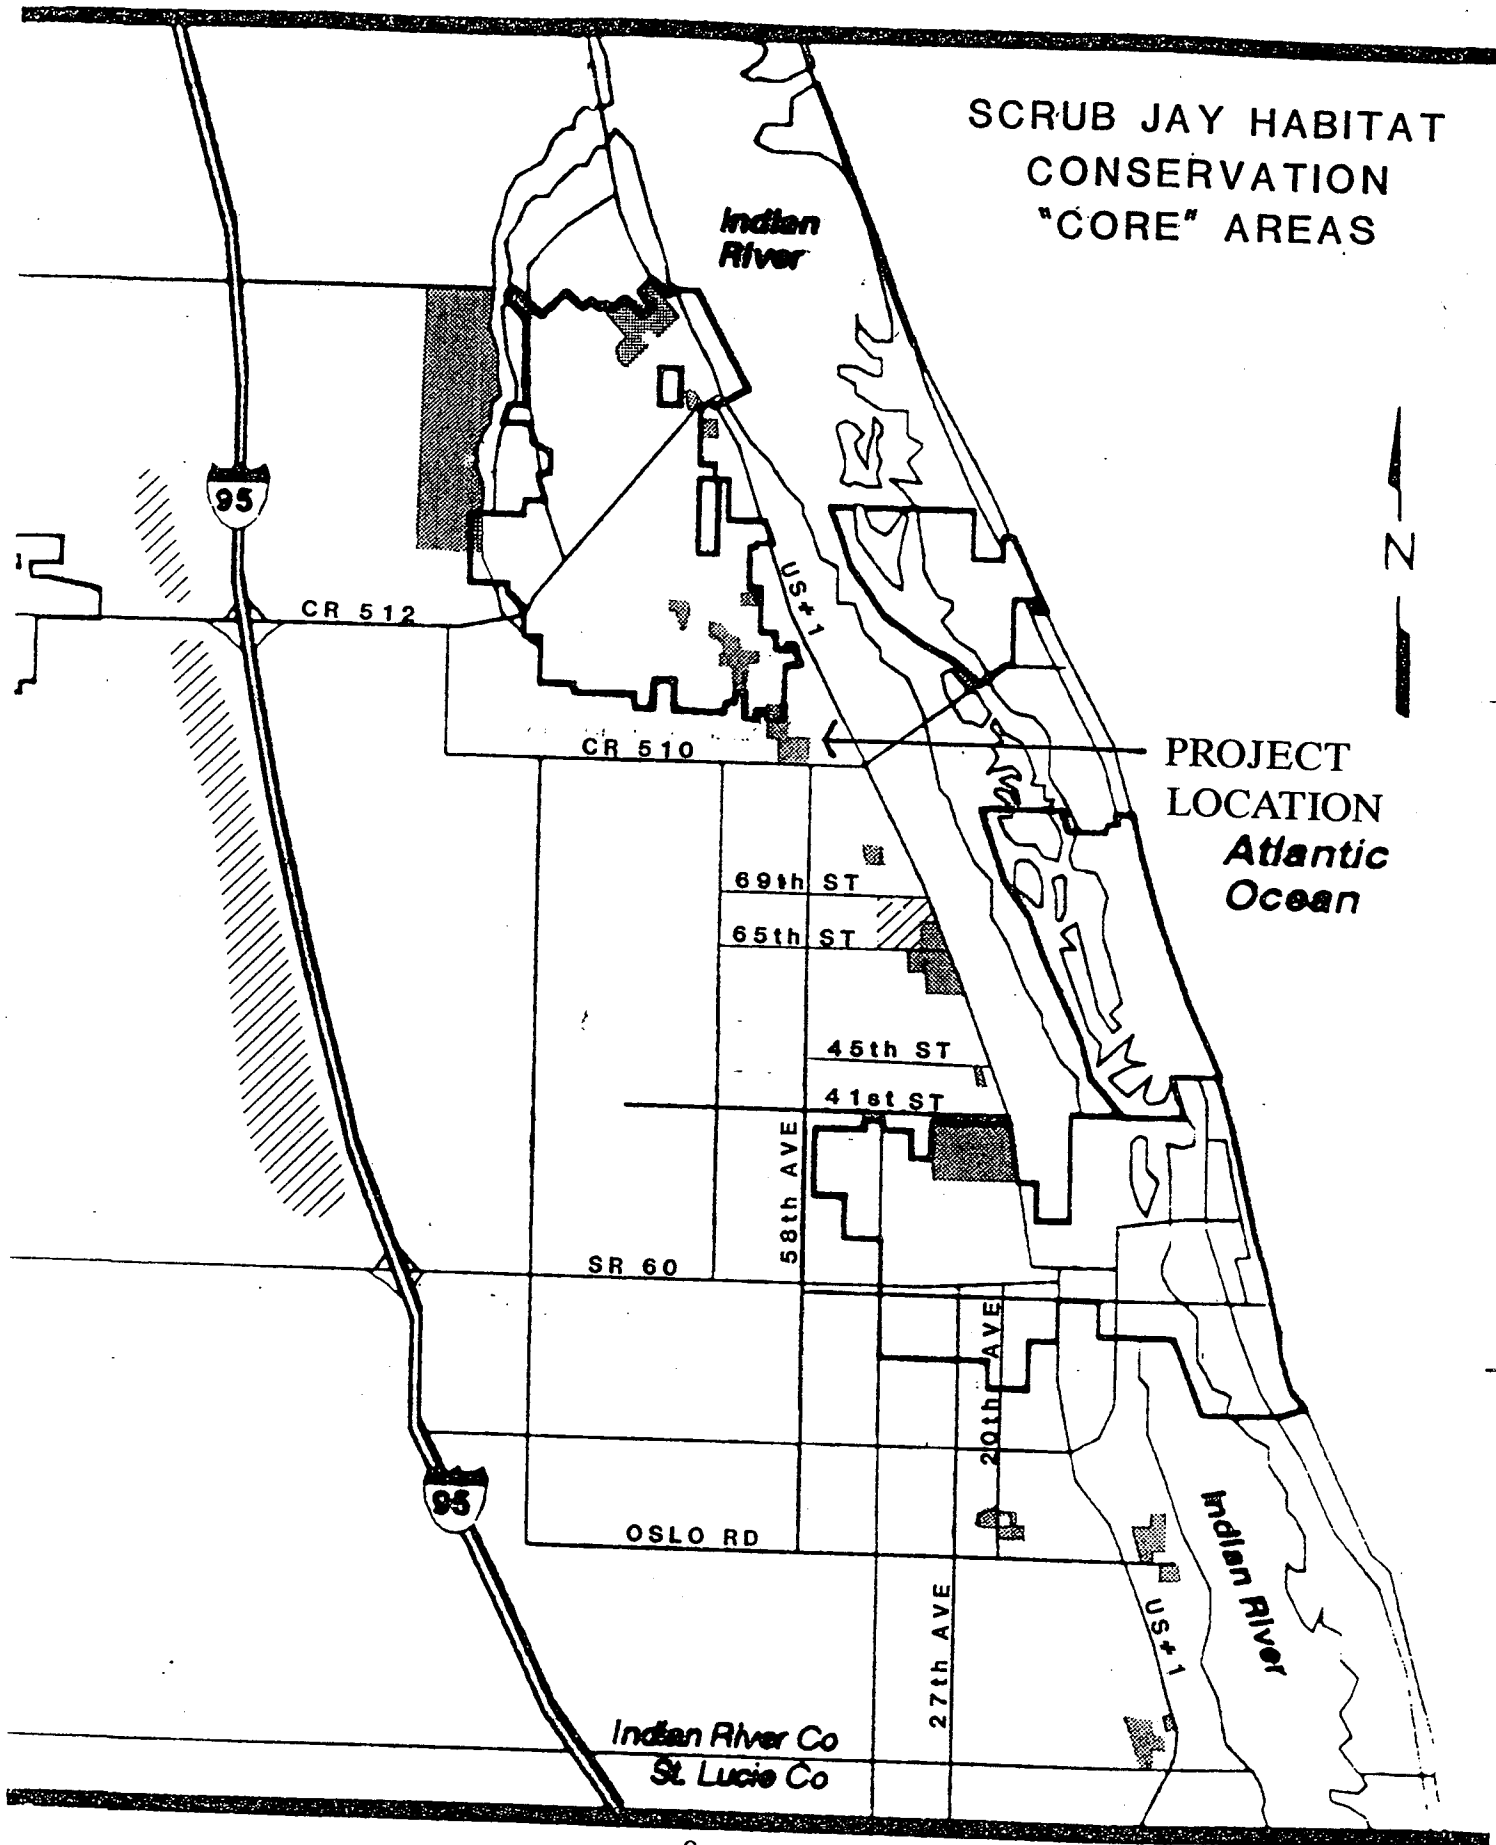 SCRUB JAY HABITAT
CONSERVATION
"CORE" AREAS
Indian
River
95
N
CR 512
US#1
CR 510
PROJECT
LOCATION
Atlantic
Ocean
69th ST
65th ST
45th ST
41st ST
58th AVE
SR 60
20th AVE
95
OSLO RD
Indian River
27th AVE
US#1
Indian River Co
St. Lucie Co